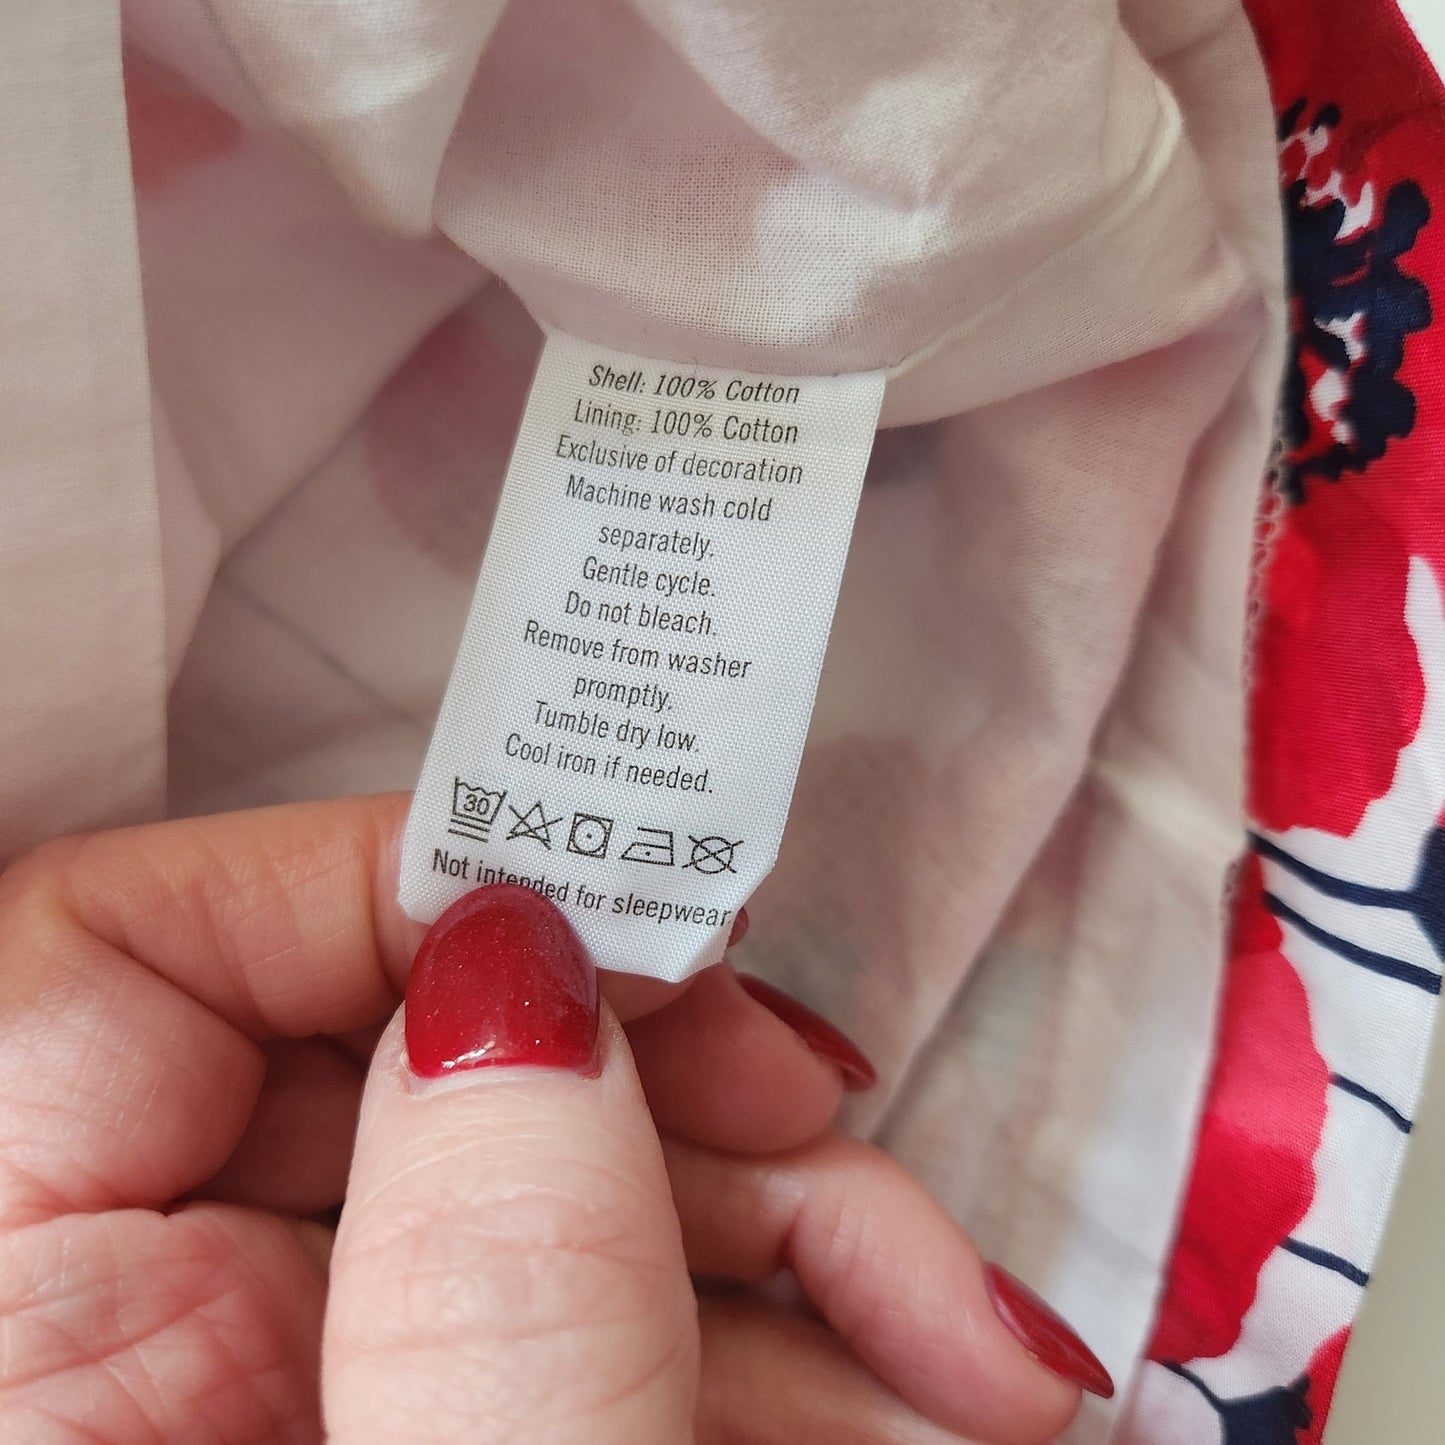 Shell: 100% Cotton
Lining: 100% Cotton
Exclusive of decoration
Machine wash cold
separately.
Gentle cycle.
Do not bleach.
Remove from washer
promptly.
Tumble dry low.
Cool iron if needed.
30
Not intended for sleepwear